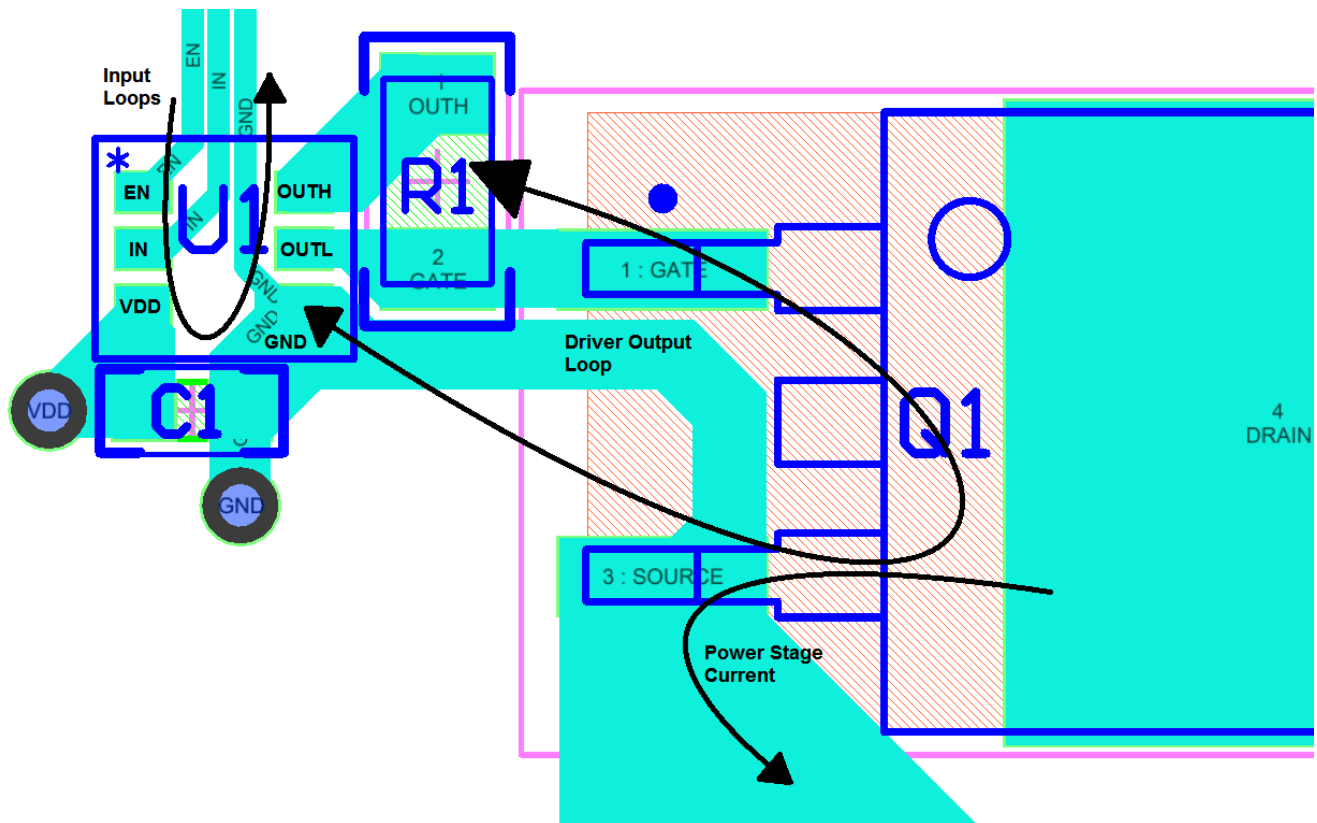 EN
IN
GND
Input
Loops
1
OUTH
*
EN
EN
U1
OUTH
R1
IN
IN
OUTL
2
GATE
1 : GATE
VDD
GND
GND
GND
Driver Output
Loop
VDD
C1
Q1
4
DRAIN
GND
3 : SOURCE
Power Stage
Current